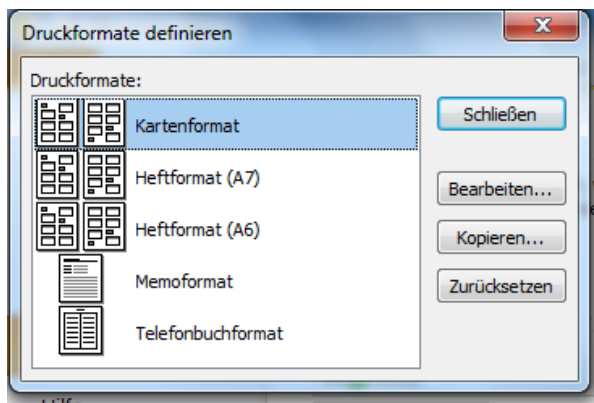 Druckformate definieren
Druckformate:
Kartenformat
Heftformat (A7)
Heftformat (A6)
Memoformat
Telefonbuchformat
Schließen
Bearbeiten...
Kopieren...
Zurücksetzen